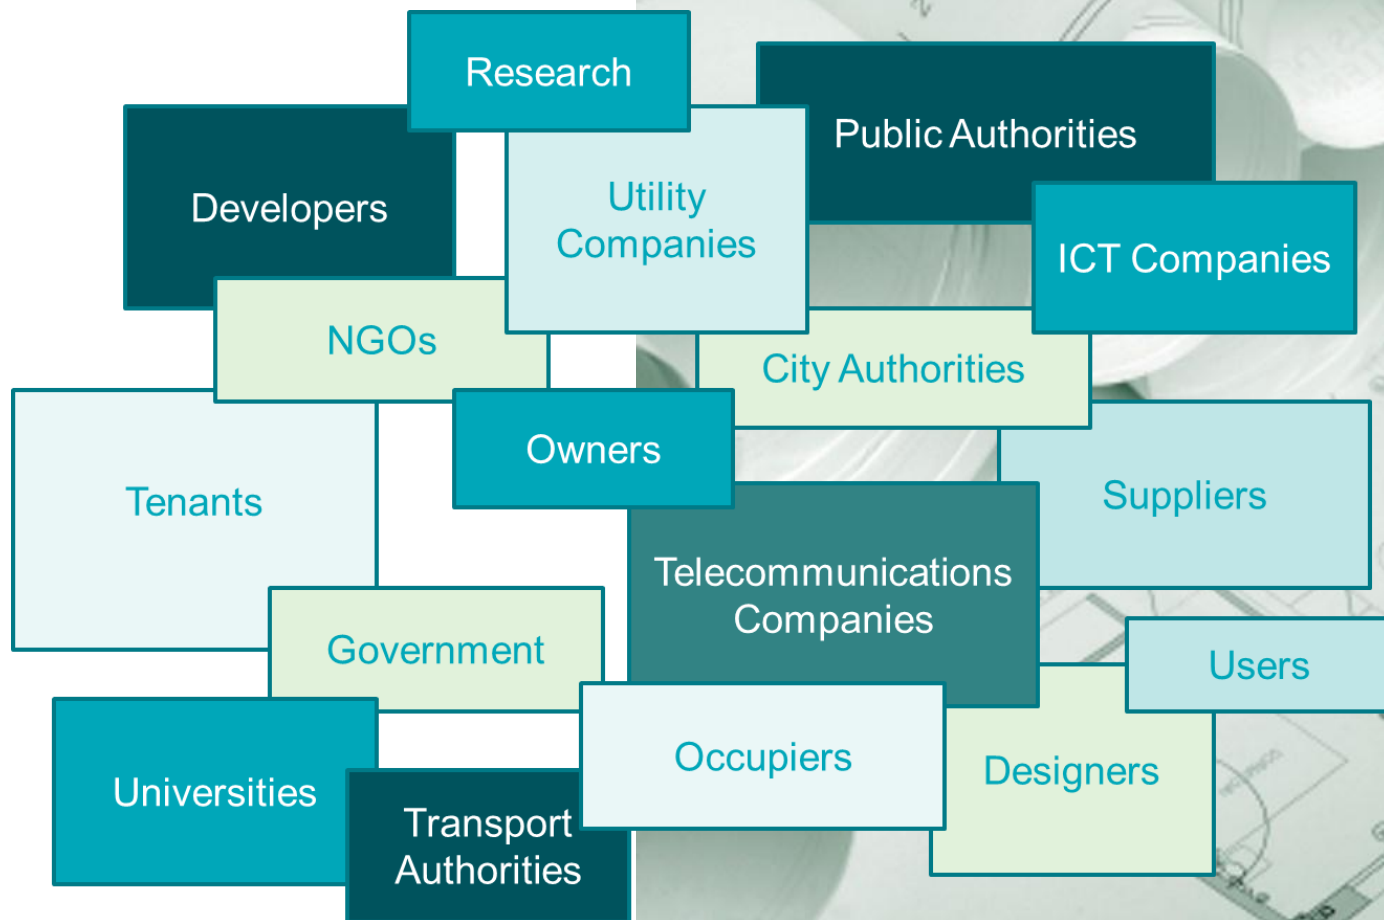 Research
Public Authorities
Developers
Utility
Companies
ICT Companies
NGOs
City Authorities
Owners
Tenants
Suppliers
Telecommunications
Companies
Government
Users
Occupiers
Designers
Universities
Transport
Authorities